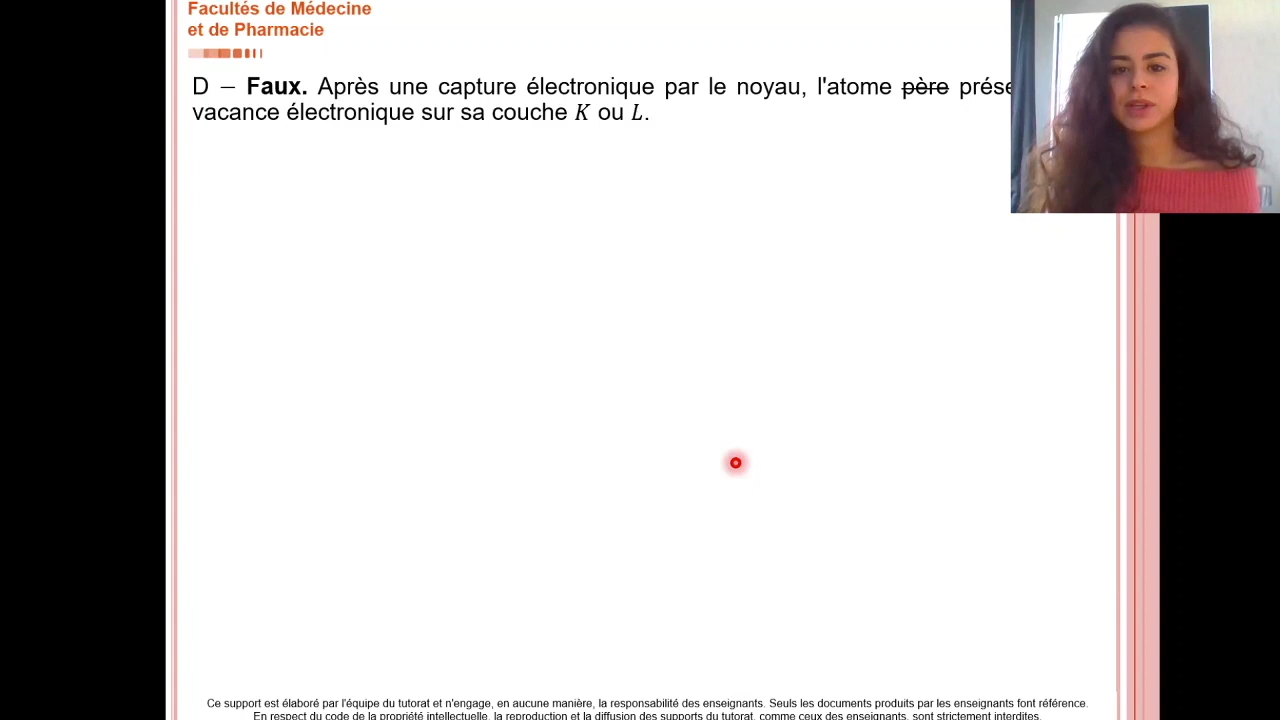 Facultés de Médecine
et de Pharmacie
D – Faux. Après une capture électronique par le noyau, l'atome père
vacance électronique sur sa couche K ou L.
Ce support est élaboré par l'équipe du tutorat et n'engage, en aucune manière, la responsabilité des enseignants. Seuls les documents produits par les enseignants font référence.
En respect du code de la propriété intellectuelle, la reproduction et la diffusion des supports du tutorat, comme ceux des enseignants, sont strictement interdites.